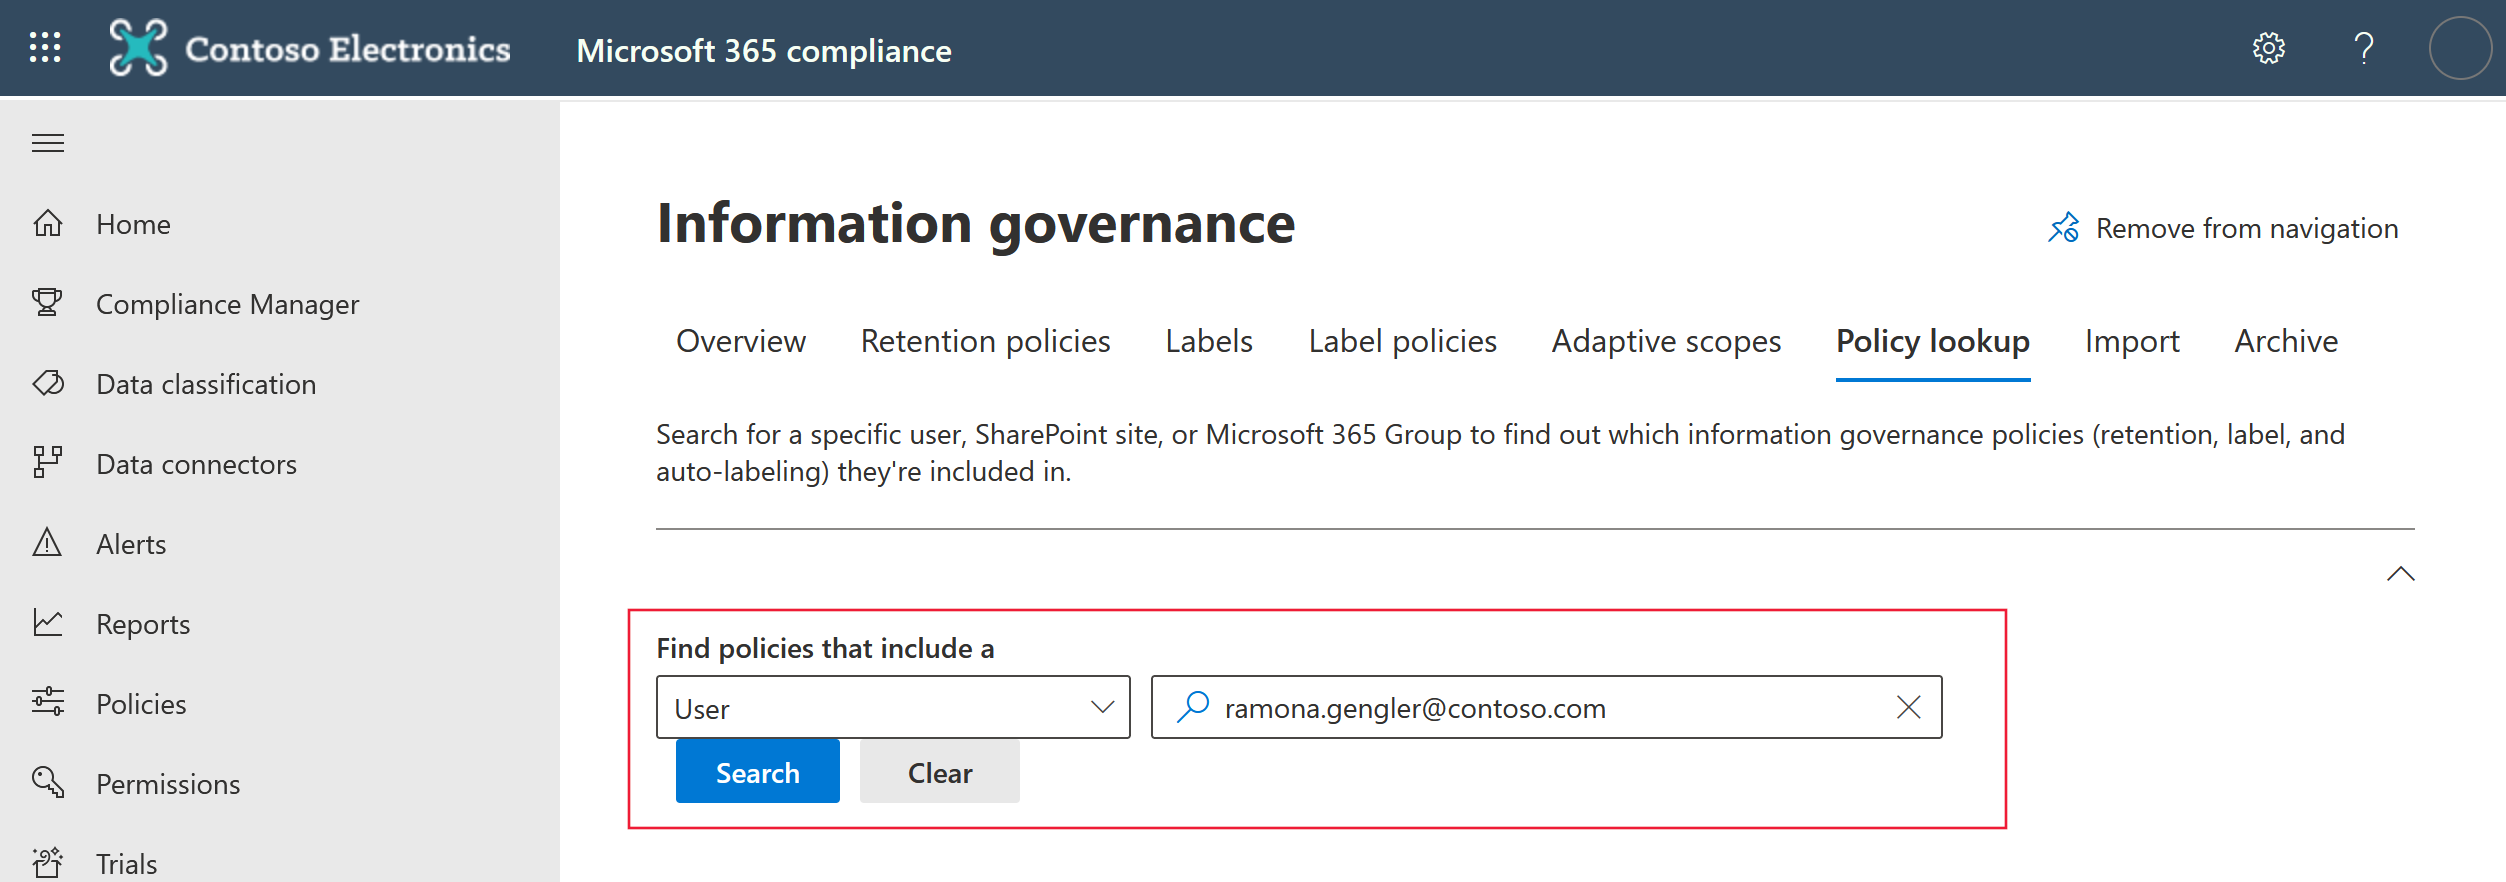 Contoso Electronics
Microsoft 365 compliance
Home
Compliance Manager
Data classification
Data connectors
Alerts
Reports
Policies
Permissions
Trials
Information governance
Remove from navigation
Overview Retention policies Labels Label policies Adaptive scopes Policy lookup Import Archive
Search for a specific user, SharePoint site, or Microsoft 365 Group to find out which information governance policies (retention, label, and
auto-labeling) they're included in.
Find policies that include a
User
ramona.gengler@contoso.com
Search Clear